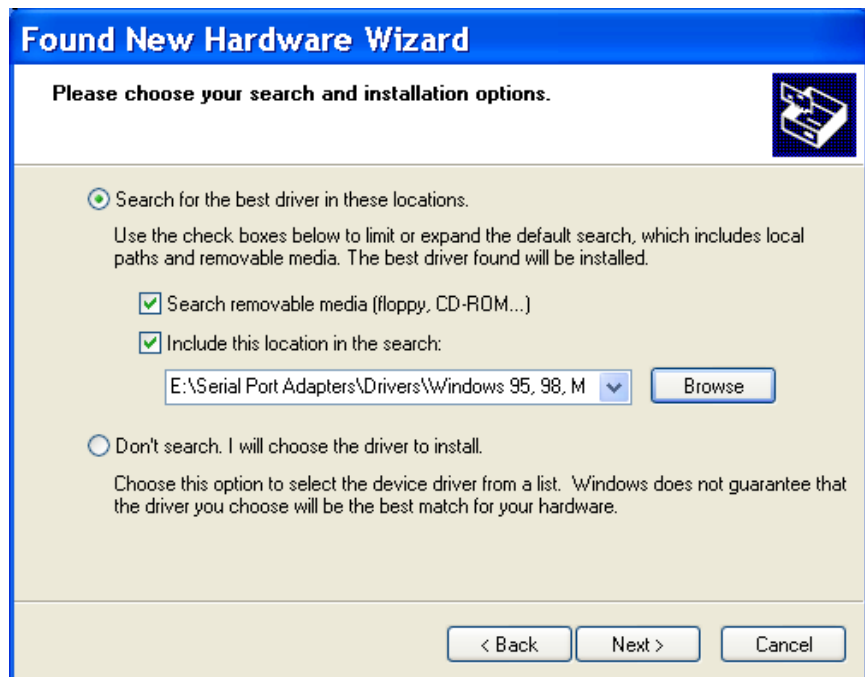 Found New Hardware Wizard
Please choose your search and installation options.
Search for the best driver in these locations.
Use the check boxes below to limit or expand the default search, which includes local
paths and removable media. The best driver found will be installed.
Search removable media (floppy, CD-ROM...)
Include this location in the search:
E:\Serial Port Adapters\Drivers\Windows 95, 98, M
Browse
Don't search. I will choose the driver to install.
Choose this option to select the device driver from a list.  Windows does not guarantee that
the driver you choose will be the best match for your hardware.
< Back
Next >
Cancel